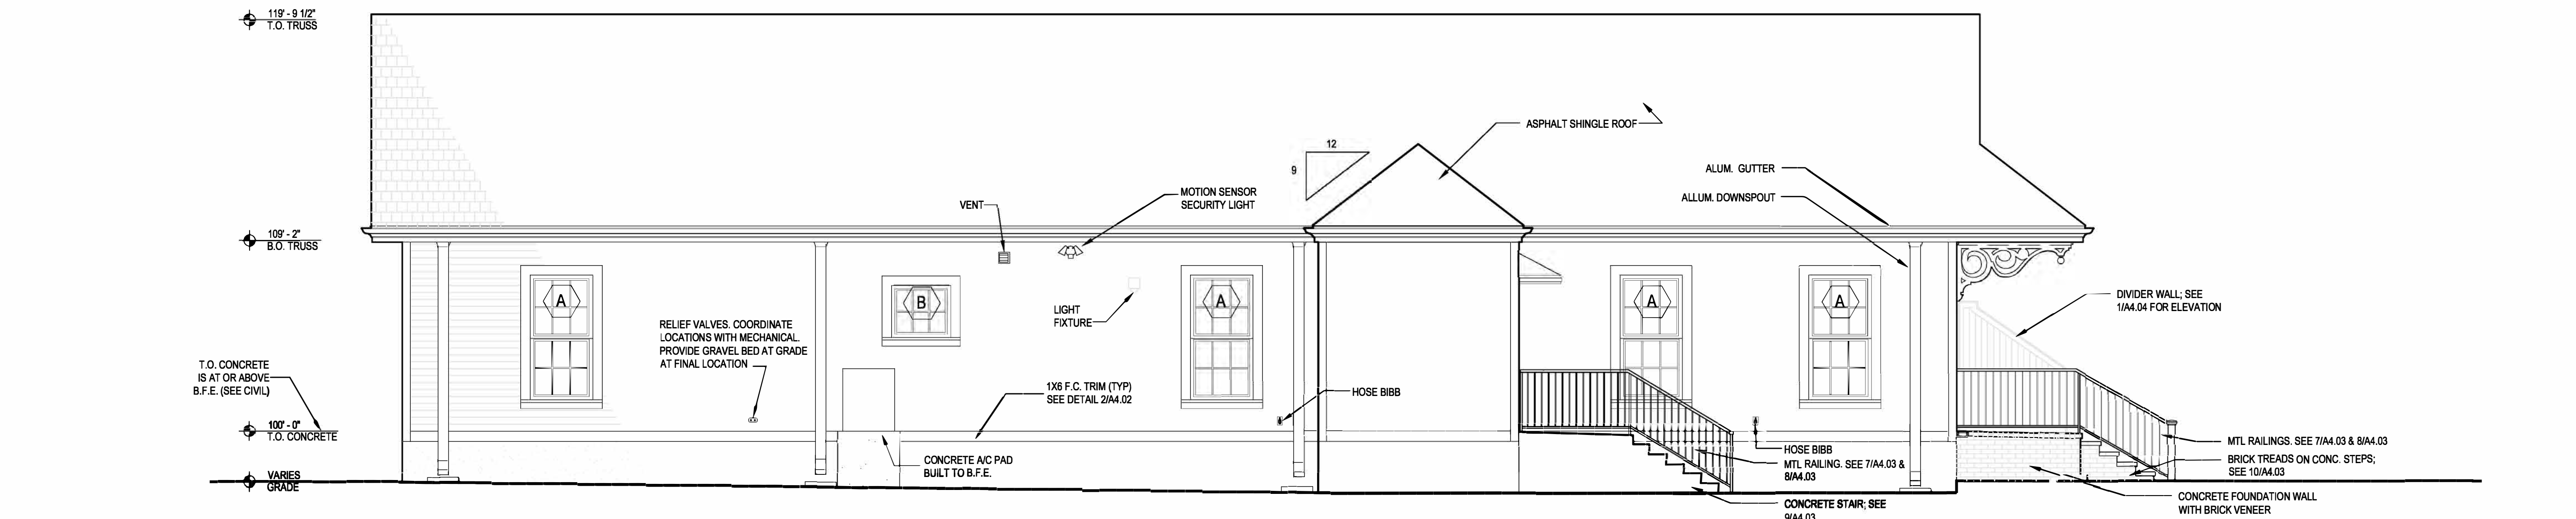 119' - 9 1/2"
T.O. TRUSS
12
9
ASPHALT SHINGLE ROOF
ALUM. GUTTER
ALLUM. DOWNSPOUT
MOTION SENSOR
SECURITY LIGHT
VENT
109' - 2"
B.O. TRUSS
A
B
A
A
A
LIGHT
FIXTURE
DIVIDER WALL; SEE
1/A4.04 FOR ELEVATION
RELIEF VALVES. COORDINATE
LOCATIONS WITH MECHANICAL.
PROVIDE GRAVEL BED AT GRADE
AT FINAL LOCATION
T.O. CONCRETE
IS AT OR ABOVE
B.F.E. (SEE CIVIL)
1X6 F.C. TRIM (TYP)
SEE DETAIL 2/A4.02
HOSE BIBB
100' - 0"
T.O. CONCRETE
CONCRETE A/C PAD
BUILT TO B.F.E.
HOSE BIBB
MTL RAILING. SEE 7/A4.03 &
8/A4.03
MTL RAILINGS. SEE 7/A4.03 & 8/A4.03
BRICK TREADS ON CONC. STEPS;
SEE 10/A4.03
VARIES
GRADE
CONCRETE STAIR; SEE
9/A4.03
CONCRETE FOUNDATION WALL
WITH BRICK VENEER